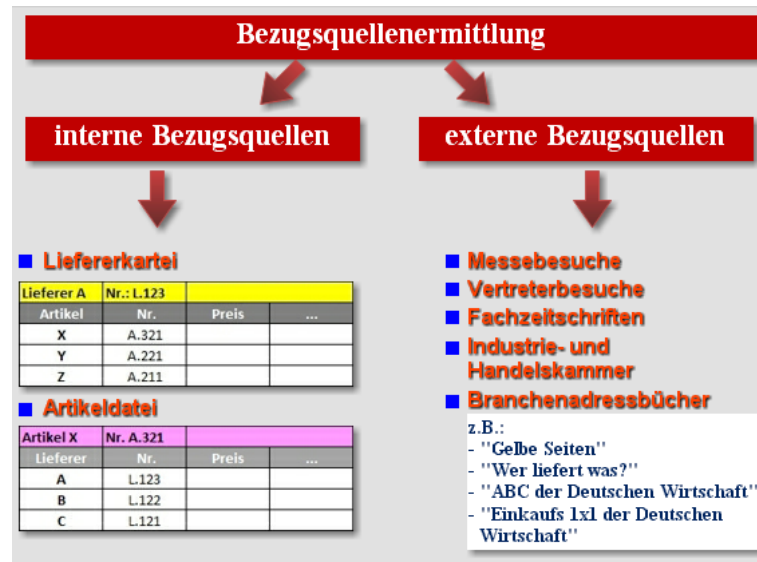 Bezugsquellenermittlung
interne Bezugsquellen
Liefererkartei
Lieferer A Nr.: L.123
Artikel Nr. Preis ...
X A.321
Y A.221
Z A.211
Artikeldatei
Artikel X Nr. A.321
Lieferer Nr. Preis ...
A L.123
B L.122
C L.121
externe Bezugsquellen
Messebesuche
Vertreterbesuche
Fachzeitschriften
Industrie- und
Handelskammer
Branchenadressbücher
z.B.:
- "Gelbe Seiten"
- "Wer liefert was?"
- "ABC der Deutschen Wirtschaft"
- "Einkaufs 1x1 der Deutschen
Wirtschaft"